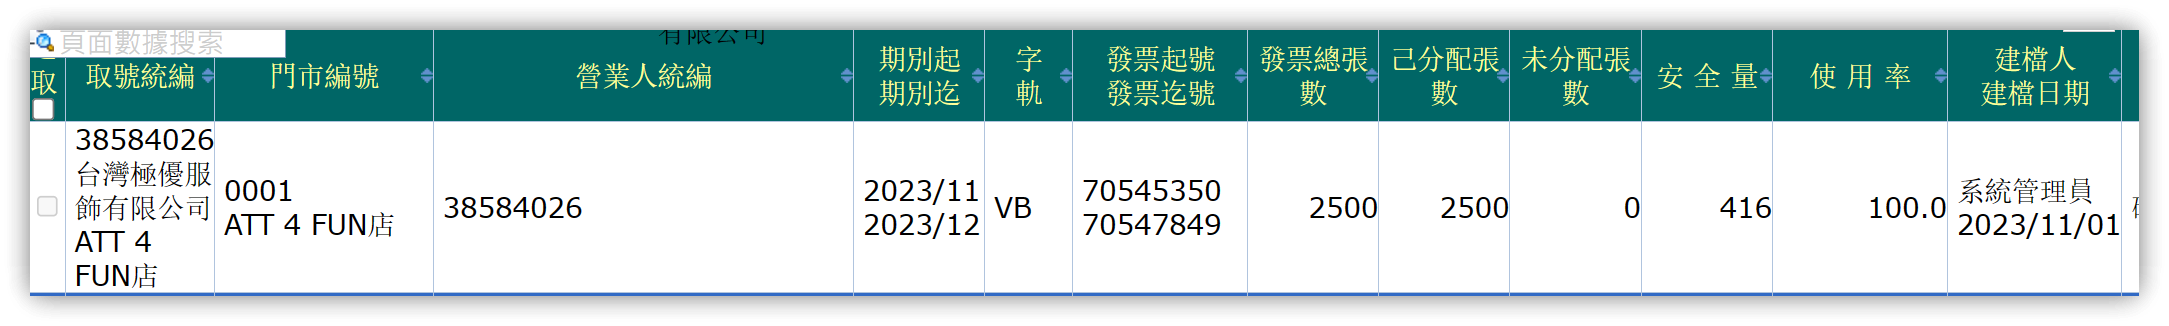 頁面數據搜索
有限公司
取
取號統編
門市編號
營業人統編
期別起
期別迄
字
軌
發票起號
發票迄號
發票總張
數
己分配張
數
未分配張
數
安全量
使用率
建檔人
建檔日期
38584026
台灣極優服
飾有限公司
ATT 4
FUN店
0001
ATT 4 FUN店
38584026
2023/11
2023/12
VB
70545350
70547849
2500
2500
0
416
100.0
系統管理員
2023/11/01